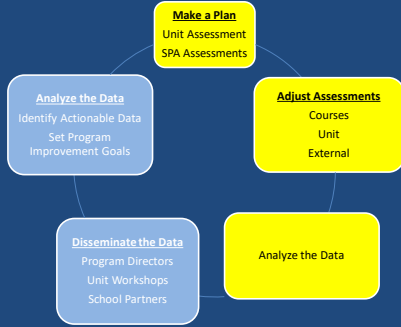 Make a Plan
Unit Assessment
SPA Assessments
Adjust Assessments
Courses
Unit
External
Analyze the Data
Disseminate the Data
Program Directors
Unit Workshops
School Partners
Analyze the Data
Identify Actionable Data
Set Program
Improvement Goals